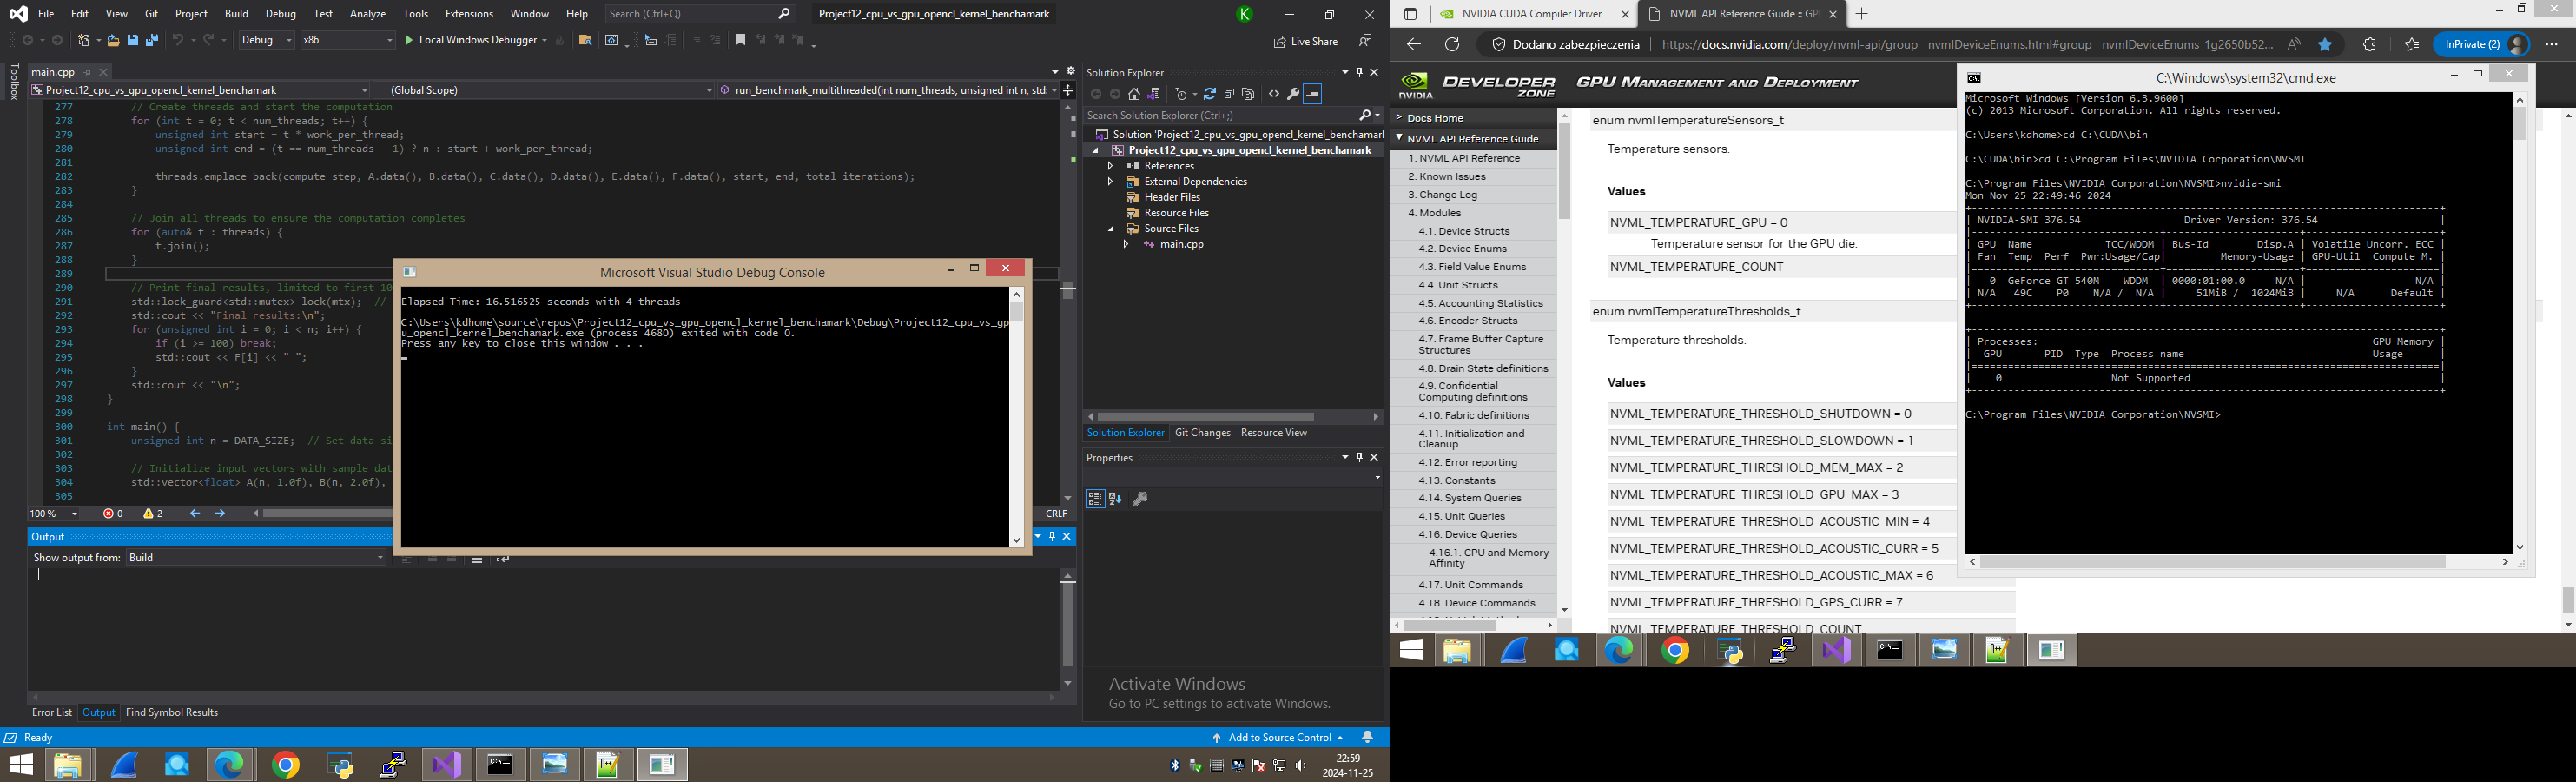 File Edit View Git Project Build Debug Test Analyze Tools Extensions Window Help Search (Ctrl+Q) Project12_cpu_vs_gpu_opencl_kernel_benchamark K
Debug x86 Local Windows Debugger Live Share
Toolbox
main.cpp
Project12_cpu_vs_gpu_opencl_kernel_benchamark (Global Scope) run_benchmark_multithreaded(int num_threads, unsigned int n, std
277 // Create threads and start the computation
278 for (int t = 0; t < num_threads; t++) {
279 unsigned int start = t * work_per_thread;
280 unsigned int end = (t == num_threads - 1) ? n : start + work_per_thread;
281
282 threads.emplace_back(compute_step, A.data(), B.data(), C.data(), D.data(), E.data(), F.data(), start, end, total_iterations);
283 }
284
285 // Join all threads to ensure the computation completes
286 for (auto& t : threads) {
287 t.join();
288 }
289
290 // Print final results, limited to first 10
291 std::lock_guard<std::mutex> lock(mtx); //
292 std::cout << "Final results:\n";
293 for (unsigned int i = 0; i < n; i++) {
294 if (i >= 100) break;
295 std::cout << F[i] << " ";
296 }
297 std::cout << "\n";
298 }
299
300 int main() {
301 unsigned int n = DATA_SIZE; // Set data si
302
303 // Initialize input vectors with sample dat
304 std::vector<float> A(n, 1.0f), B(n, 2.0f),
305
100 % 0 2 CRLF
Output
Show output from: Build
Error List Output Find Symbol Results
Ready Add to Source Control
Microsoft Visual Studio Debug Console
Elapsed Time: 16.516525 seconds with 4 threads
C:\Users\kdhome\source\repos\Project12_cpu_vs_gpu_opencl_kernel_benchamark\Debug\Project12_cpu_vs_gp
u_opencl_kernel_benchamark.exe (process 4680) exited with code 0.
Press any key to close this window . . .
Solution Explorer
Search Solution Explorer (Ctrl+;)
Solution 'Project12_cpu_vs_gpu_opencl_kernel_benchamark
Project12_cpu_vs_gpu_opencl_kernel_benchamark
References
External Dependencies
Header Files
Resource Files
Source Files
main.cpp
Solution Explorer Git Changes Resource View
Properties
Activate Windows
Go to PC settings to activate Windows.
22:59
2024-11-25
NVIDIA CUDA Compiler Driver NVML API Reference Guide :: GP
Dodano zabezpieczenia https://docs.nvidia.com/deploy/nvml-api/group__nvmlDeviceEnums.html#group__nvmlDeviceEnums_1g2650b52... InPrivate (2)
NVIDIA DEVELOPER ZONE GPU MANAGEMENT AND DEPLOYMENT
Docs Home
NVML API Reference Guide
1. NVML API Reference
2. Known Issues
3. Change Log
4. Modules
4.1. Device Structs
4.2. Device Enums
4.3. Field Value Enums
4.4. Unit Structs
4.5. Accounting Statistics
4.6. Encoder Structs
4.7. Frame Buffer Capture
Structures
4.8. Drain State definitions
4.9. Confidential
Computing definitions
4.10. Fabric definitions
4.11. Initialization and
Cleanup
4.12. Error reporting
4.13. Constants
4.14. System Queries
4.15. Unit Queries
4.16. Device Queries
4.16.1. CPU and Memory
Affinity
4.17. Unit Commands
4.18. Device Commands
enum nvmlTemperatureSensors_t
Temperature sensors.
Values
NVML_TEMPERATURE_GPU = 0
Temperature sensor for the GPU die.
NVML_TEMPERATURE_COUNT
enum nvmlTemperatureThresholds_t
Temperature thresholds.
Values
NVML_TEMPERATURE_THRESHOLD_SHUTDOWN = 0
NVML_TEMPERATURE_THRESHOLD_SLOWDOWN = 1
NVML_TEMPERATURE_THRESHOLD_MEM_MAX = 2
NVML_TEMPERATURE_THRESHOLD_GPU_MAX = 3
NVML_TEMPERATURE_THRESHOLD_ACOUSTIC_MIN = 4
NVML_TEMPERATURE_THRESHOLD_ACOUSTIC_CURR = 5
NVML_TEMPERATURE_THRESHOLD_ACOUSTIC_MAX = 6
NVML_TEMPERATURE_THRESHOLD_GPS_CURR = 7
NVML_TEMPERATURE_THRESHOLD_COUNT
C:\Windows\system32\cmd.exe
Microsoft Windows [Version 6.3.9600]
(c) 2013 Microsoft Corporation. All rights reserved.
C:\Users\kdhome>cd C:\CUDA\bin
C:\CUDA\bin>cd C:\Program Files\NVIDIA Corporation\NVSMI
C:\Program Files\NVIDIA Corporation\NVSMI>nvidia-smi
Mon Nov 25 22:49:46 2024
| NVIDIA-SMI 376.54 Driver Version: 376.54 |
| GPU Name TCC/WDDM | Bus-Id Disp.A | Volatile Uncorr. ECC |
| Fan Temp Perf Pwr:Usage/Cap| Memory-Usage | GPU-Util Compute M. |
| 0 GeForce GT 540M WDDM | 0000:01:00.0 N/A | N/A |
| N/A 49C P0 N/A / N/A | 51MiB / 1024MiB | N/A Default |
| Processes: GPU Memory |
| GPU PID Type Process name Usage |
| 0 Not Supported |
C:\Program Files\NVIDIA Corporation\NVSMI>